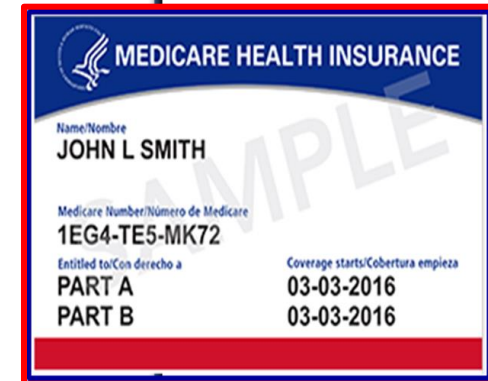 MEDICARE HEALTH INSURANCE
Name/Nombre
JOHN L SMITH
Medicare Number/Número de Medicare
1EG4-TE5-MK72
Entitled to/Con derecho a Coverage starts/Cobertura empieza
PART A 03-03-2016
PART B 03-03-2016
SAMPLE